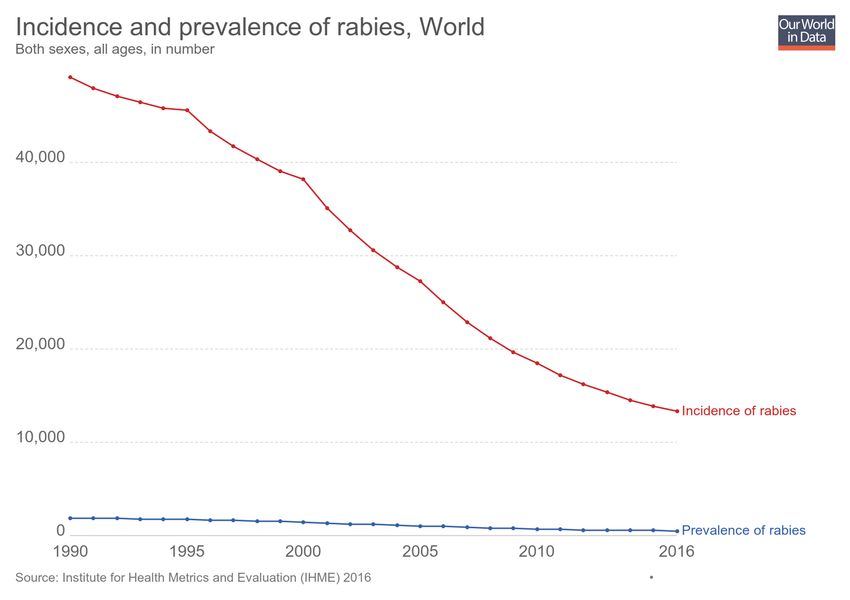 Incidence and prevalence of rabies, World
Both sexes, all ages, in number
Our World
in Data
40,000
30,000
20,000
10,000
0
Incidence of rabies
Prevalence of rabies
1990 1995 2000 2005 2010 2016
Source: Institute for Health Metrics and Evaluation (IHME) 2016